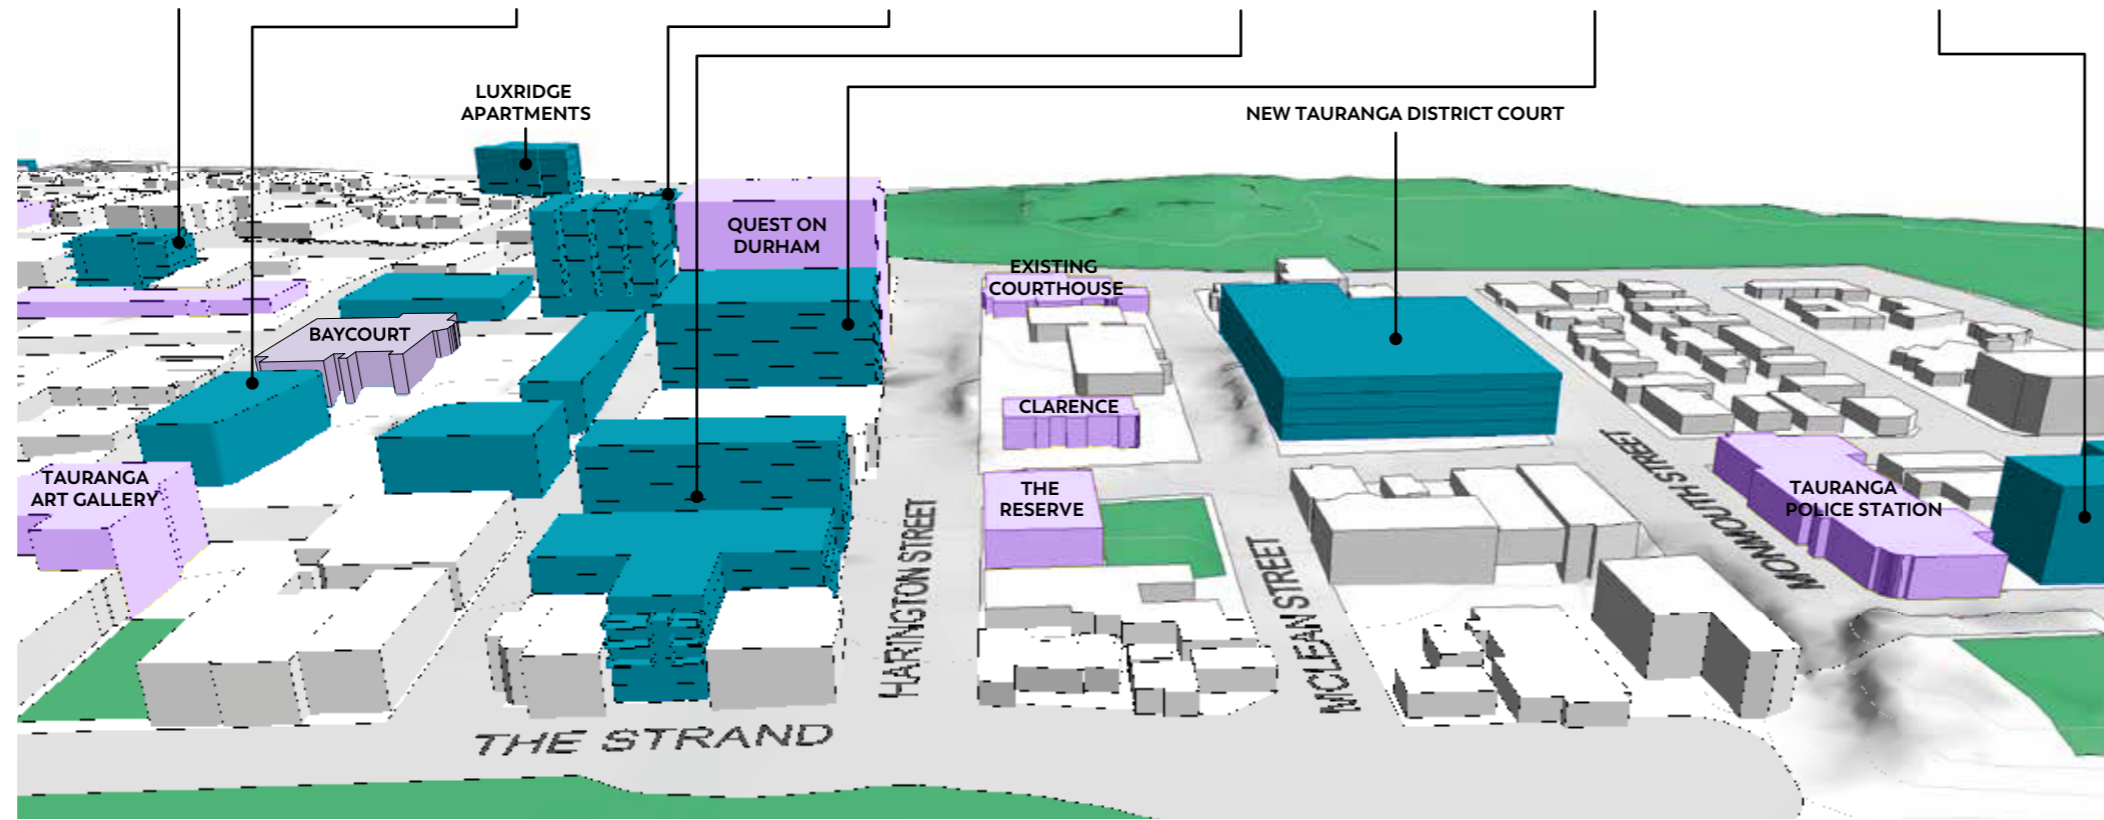 LUXRIDGE
APARTMENTS
NEW TAURANGA DISTRICT COURT
QUEST ON
DURHAM
EXISTING
COURTHOUSE
BAYCOURT
CLARENCE
TAURANGA
ART GALLERY
THE
RESERVE
TAURANGA
POLICE STATION
HARINGTON STREET
MCLEAN STREET
MONMOUTH STREET
THE STRAND